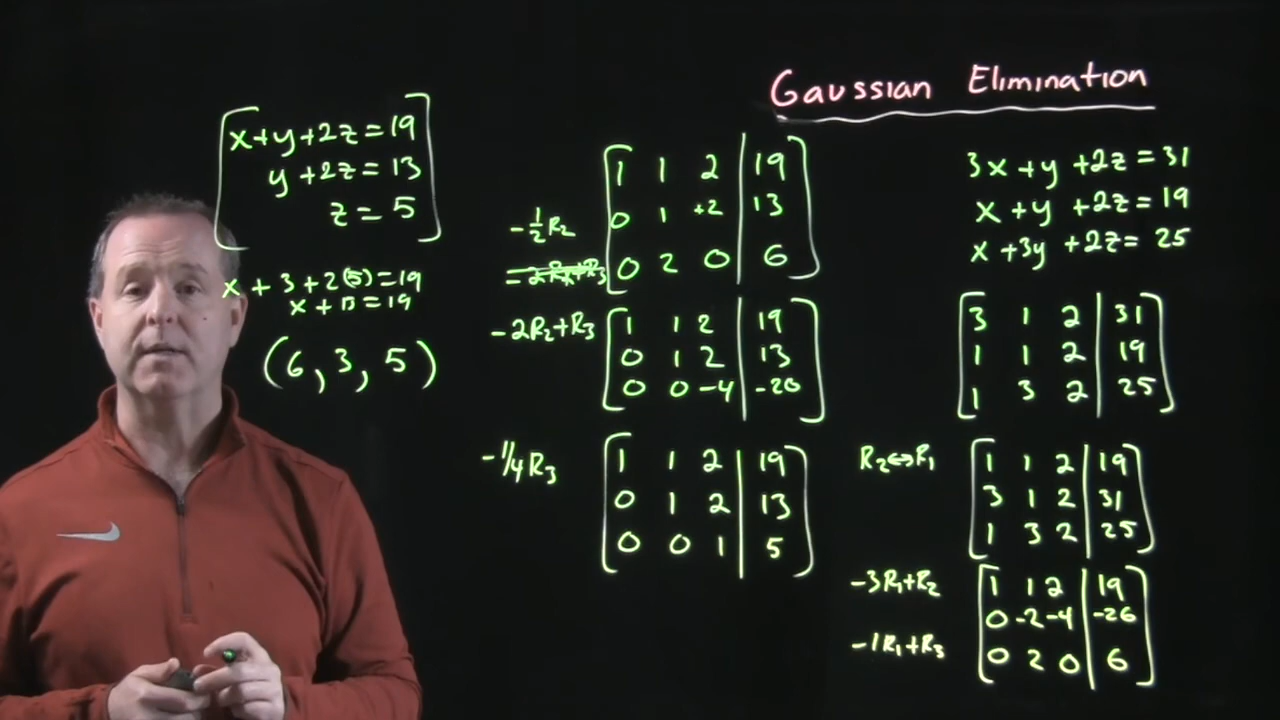 Gaussian Elimination
3x+y+2z=31
x+y+2z=19
x+3y+2z=25
3 1 2 | 31
1 1 2 | 19
1 3 2 | 25
R2↔R1
1 1 2 | 19
3 1 2 | 31
1 3 2 | 25
-3R1+R2
-1R1+R3
1 1 2 | 19
0 -2 -4 | -26
0 2 0 | 6
-½R2
1 1 2 | 19
0 1 +2 | 13
0 2 0 | 6
-2R2+R3
1 1 2 | 19
0 1 2 | 13
0 0 -4 | -20
-1/4R3
1 1 2 | 19
0 1 2 | 13
0 0 1 | 5
x+y+2z=19
y+2z=13
z=5
x+3+2(5)=19
x+13=19
(6,3,5)